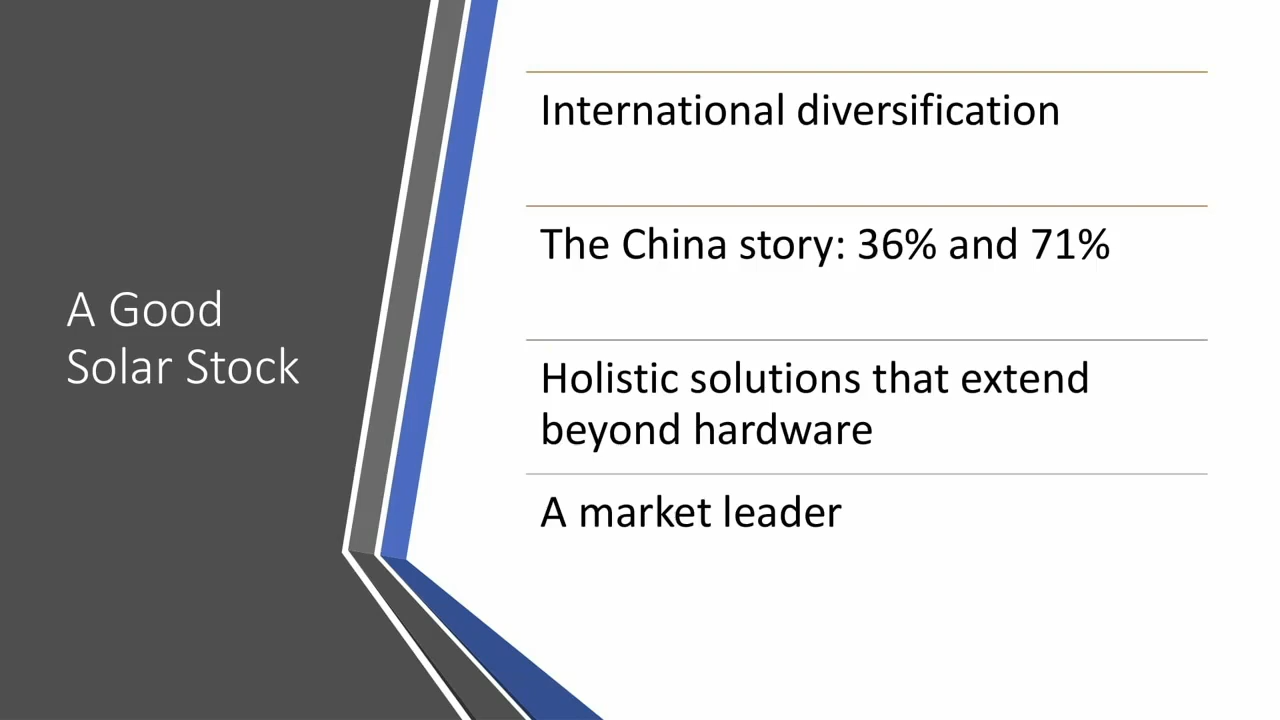 A Good
Solar Stock
International diversification
The China story: 36% and 71%
Holistic solutions that extend
beyond hardware
A market leader